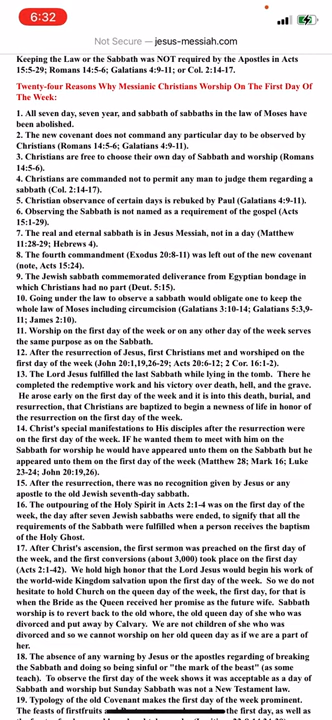 6:32
Not Secure — jesus-messiah.com
Keeping the Law or the Sabbath was NOT required by the Apostles in Acts
15:5-29; Romans 14:5-6; Galatians 4:9-11; or Col. 2:14-17.
Twenty-four Reasons Why Messianic Christians Worship On The First Day Of
The Week:
1. All seven day, seven year, and sabbath of sabbaths in the law of Moses have
been abolished.
2. The new covenant does not command any particular day to be observed by
Christians (Romans 14:5-6; Galatians 4:9-11).
3. Christians are free to choose their own day of Sabbath and worship (Romans
14:5-6).
4. Christians are commanded not to permit any man to judge them regarding a
sabbath (Col. 2:14-17).
5. Christian observance of certain days is rebuked by Paul (Galatians 4:9-11).
6. Observing the Sabbath is not named as a requirement of the gospel (Acts
15:1-29).
7. The real and eternal sabbath is in Jesus Messiah, not in a day (Matthew
11:28-29; Hebrews 4).
8. The fourth commandment (Exodus 20:8-11) was left out of the new covenant
(note, Acts 15:24).
9. The Jewish sabbath commemorated deliverance from Egyptian bondage in
which Christians had no part (Deut. 5:15).
10. Going under the law to observe a sabbath would obligate one to keep the
whole law of Moses including circumcision (Galatians 3:10-14; Galatians 5:3,9-
11; James 2:10).
11. Worship on the first day of the week or on any other day of the week serves
the same purpose as on the Sabbath.
12. After the resurrection of Jesus, first Christians met and worshiped on the
first day of the week (John 20:1,19,26-29; Acts 20:6-12; 2 Cor. 16:1-2).
13. The Lord Jesus fulfilled the last Sabbath while lying in the tomb.  There he
completed the redemptive work and his victory over death, hell, and the grave.
He arose early on the first day of the week and it is into this death, burial, and
resurrection, that Christians are baptized to begin a newness of life in honor of
the resurrection on the first day of the week.
14. Christ's special manifestations to His disciples after the resurrection were
on the first day of the week. IF he wanted them to meet with him on the
Sabbath for worship he would have appeared unto them on the Sabbath but he
appeared unto them on the first day of the week (Matthew 28; Mark 16; Luke
23-24; John 20:19,26).
15. After the resurrection, there was no recognition given by Jesus or any
apostle to the old Jewish seventh-day sabbath.
16. The outpouring of the Holy Spirit in Acts 2:1-4 was on the first day of the
week, the day after seven Jewish sabbaths were ended, to signify that all the
requirements of the Sabbath were fulfilled when a person receives the baptism
of the Holy Ghost.
17. After Christ's ascension, the first sermon was preached on the first day of
the week, and the first conversions (about 3,000) took place on the first day
(Acts 2:1-42).  We hold high honor that the Lord Jesus would begin his work of
the world-wide Kingdom salvation upon the first day of the week.  So we do not
hesitate to hold Church on the queen day of the week, the first day, for that is
when the Bride as the Queen received her promise as the future wife.  Sabbath
worship is to revert back to the old whore, the old queen day of she who was
divorced and put away by Calvary.  We are not children of she who was
divorced and so we cannot worship on her old queen day as if we are a part of
her.
18. The absence of any warning by Jesus or the apostles regarding of breaking
the Sabbath and doing so being sinful or "the mark of the beast" (as some
teach).  To observe the first day of the week shows it was acceptable as a day of
Sabbath and worship but Sunday Sabbath was not a New Testament law.
19. Typology of the old Covenant makes the first day of the week prominent.
The feasts of firstfruits the first day, as well as